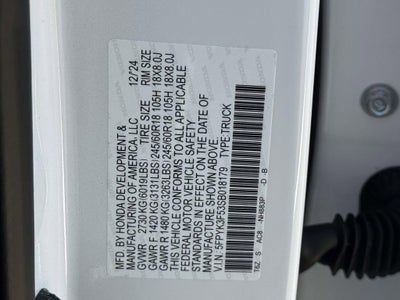 BY: HONDA DEVELOPMENT & 12/'24
MANUFACTURING OF AMERICA, LLC
GVWR 2730 KG (6019LBS) TIRE SIZE RIM SIZE
GAWR F 1420 KG(3131LBS) 245/60R18 105H 18X8.0J
GAWR R 1480 KG(3263LBS) 245/60R18 105H 18X8.0J
THIS VEHICLE CONFORMS TO ALL APPLICABLE
FEDERAL MOTOR VEHICLE SAFETY
STANDARDS IN EFFECT ON THE DATE OF
MANUFACTURE SHOWN ABOVE.
V.I.N: 5FPYK3F53SB018179 TYPE:TRUCK
T6Z S AC8 -NH883P - D - B